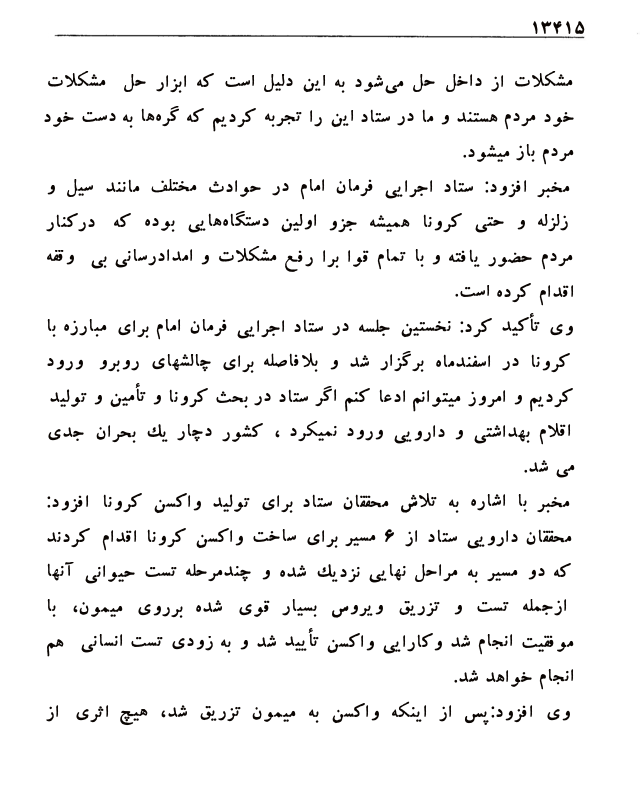 ۱۳۴۱۵
مشکلات از داخل حل می‌شود به این دلیل است که ابزار حل مشکلات
خود مردم هستند و ما در ستاد این را تجربه کردیم که گره‌ها به دست خود
مردم باز میشود.
مخبر افزود: ستاد اجرایی فرمان امام در حوادث مختلف مانند سیل و
زلزله و حتی کرونا همیشه جزو اولین دستگاه‌هایی بوده که درکنار
مردم حضور یافته و با تمام قوا برا رفع مشکلات و امدادرسانی بی وقفه
اقدام کرده است.
وی تأکید کرد: نخستین جلسه در ستاد اجرایی فرمان امام برای مبارزه با
کرونا در اسفندماه برگزار شد و بلافاصله برای چالشهای روبرو ورود
کردیم و امروز میتوانم ادعا کنم اگر ستاد در بحث کرونا و تأمین و تولید
اقلام بهداشتی و دارویی ورود نمیکرد ، کشور دچار یك بحران جدی
می شد.
مخبر با اشاره به تلاش محققان ستاد برای تولید واکسن کرونا افزود:
محققان دارویی ستاد از ۶ مسیر برای ساخت واکسن کرونا اقدام کردند
که دو مسیر به مراحل نهایی نزدیك شده و چندمرحله تست حیوانی آنها
ازجمله تست و تزریق ویروس بسیار قوی شده برروی میمون، با
موفقیت انجام شد وکارایی واکسن تأیید شد و به زودی تست انسانی هم
انجام خواهد شد.
وی افزود:پس از اینکه واکسن به میمون تزریق شد، هیچ اثری از